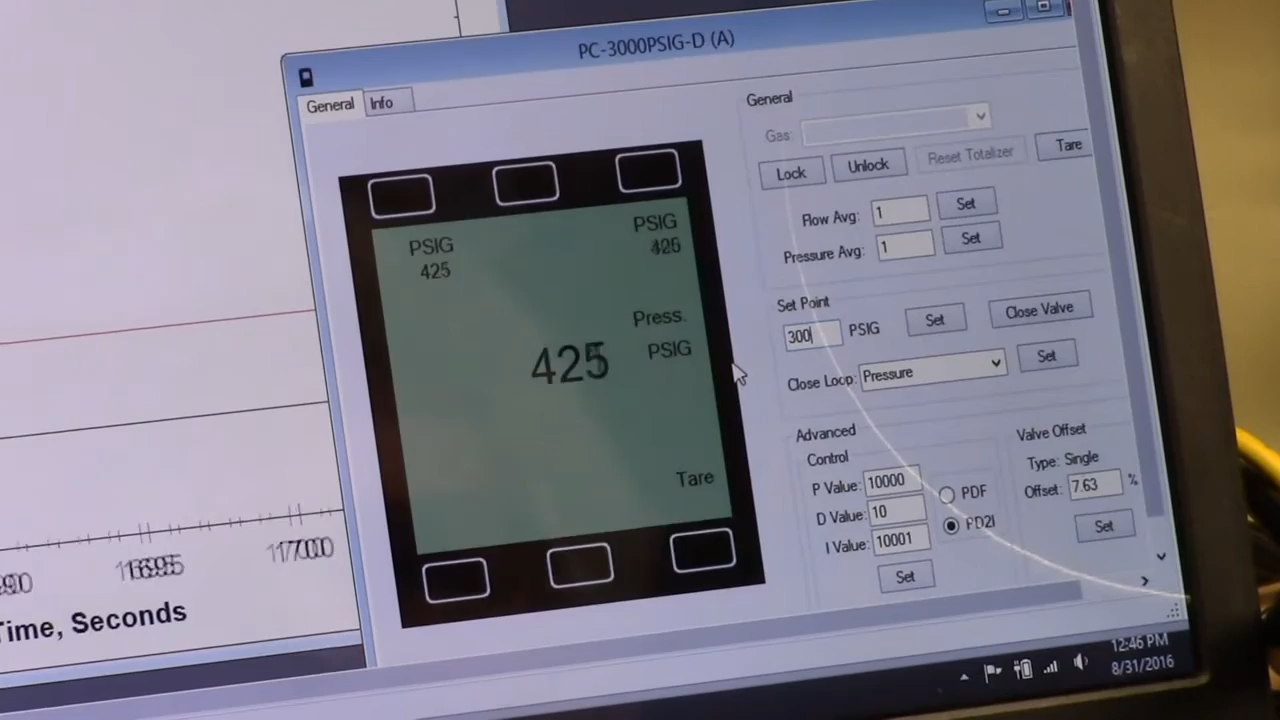 PC-3000PSIG-D (A)
General
Info
PSIG
425
PSIG
Press.
425
PSIG
Tare
General
Gas:
Lock
Unlock
Reset Totalizer
Tare
Flow Avg:
1
Set
Pressure Avg:
1
Set
Set Point
300
PSIG
Set
Close Valve
Close Loop:
Pressure
Set
Advanced
Control
P Value:
10000
D Value:
10
I Value:
10001
PDF
PD2I
Set
Valve Offset
Type: Single
Offset:
7.63
%
Set
Time, Seconds
12:46 PM
8/31/2016